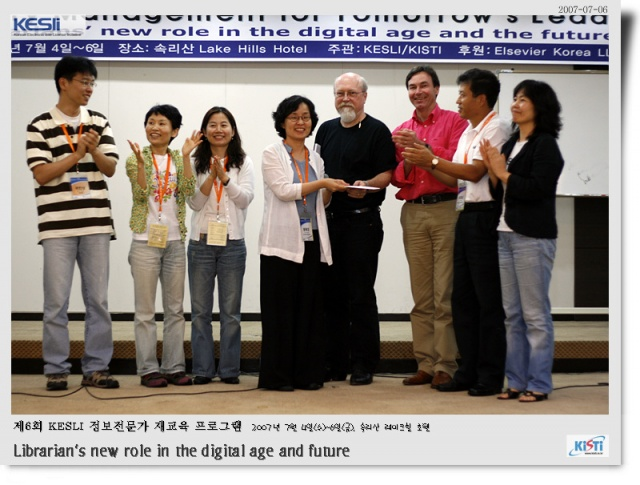 2007-07-06
KESLI
Management for Tomorrow's Lead
' new role in the digital age and the future
년 7월 4일~6일 장소: 속리산 Lake Hills Hotel 주관: KESLI/KISTI 후원: Elsevier Korea LL
제6회 KESLI 정보전문가 재교육 프로그램 2007년 7월 4일(수)-6일(금), 속리산 레이크힐 호텔
Librarian's new role in the digital age and future
KiSTi